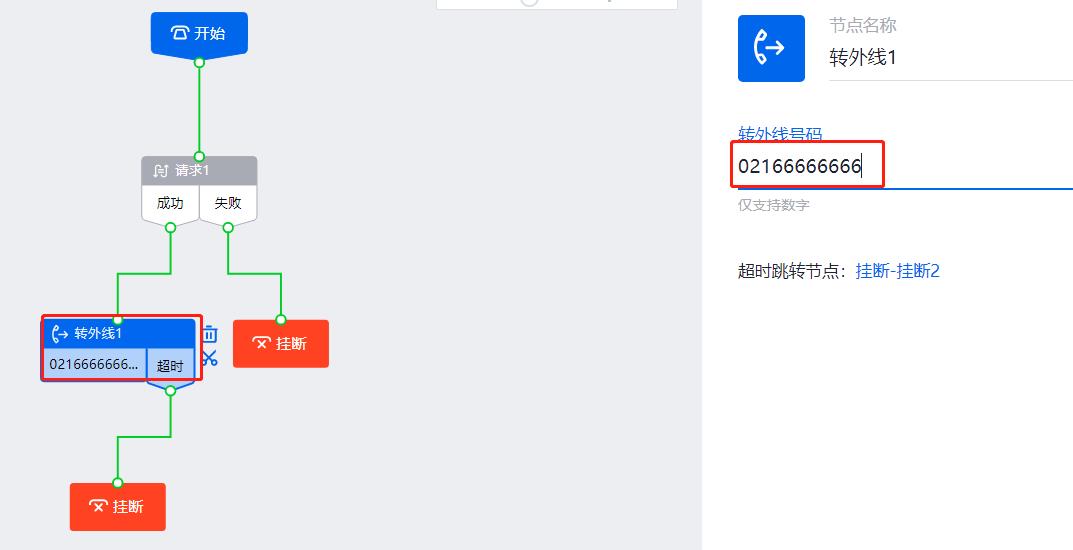 开始
请求1
成功
失败
转外线1
0216666666...
超时
挂断
挂断
节点名称
转外线1
转外线号码
02166666666
仅支持数字
超时跳转节点：挂断-挂断2